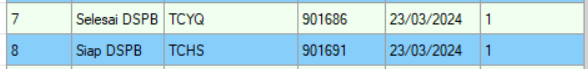 7 Selesai DSPB TCYQ 901686 23/03/2024 1
8 Siap DSPB TCHS 901691 23/03/2024 1